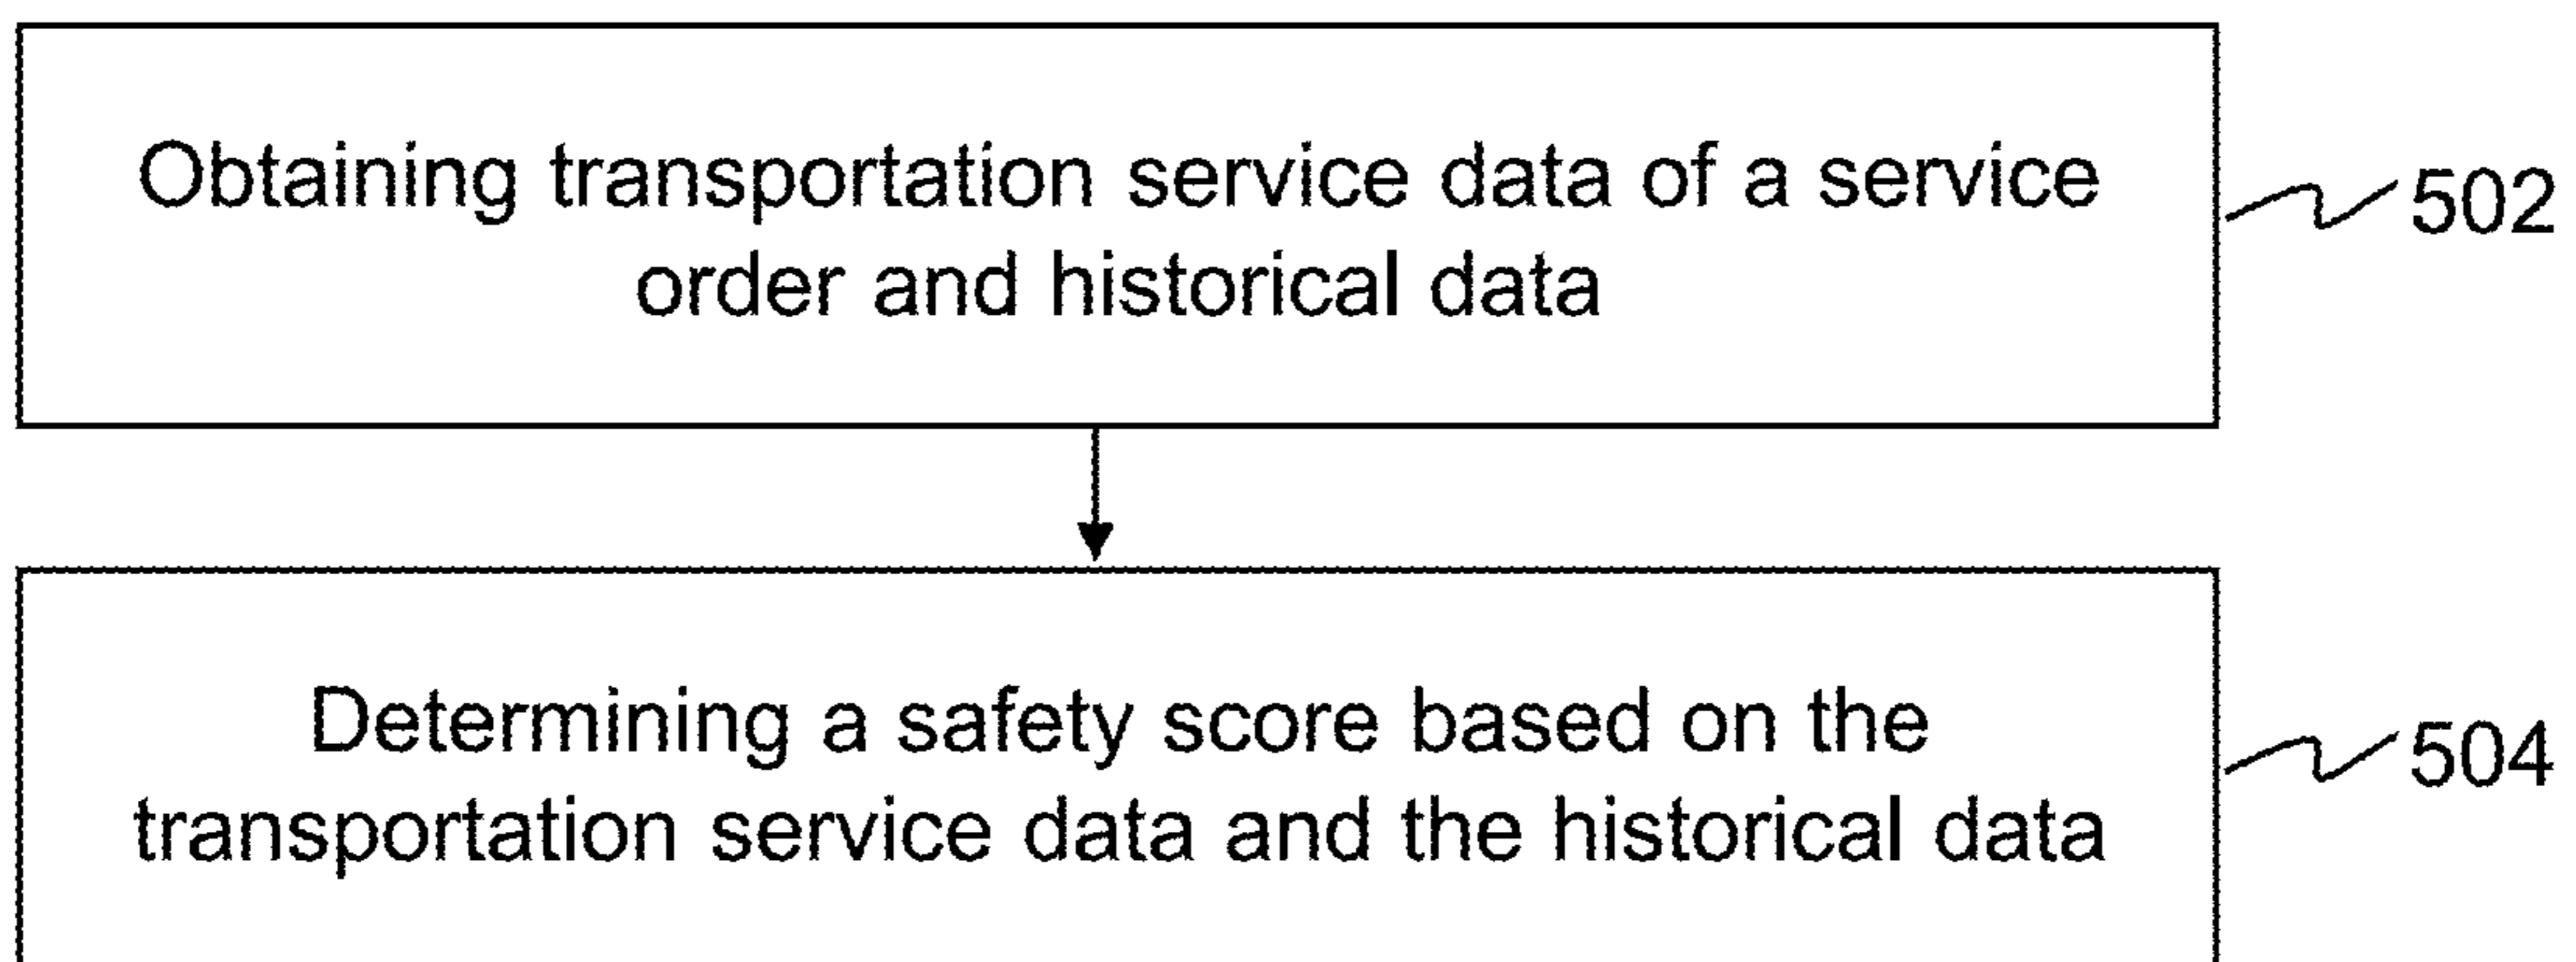 Obtaining transportation service data of a service
order and historical data
502
Determining a safety score based on the
transportation service data and the historical data
504